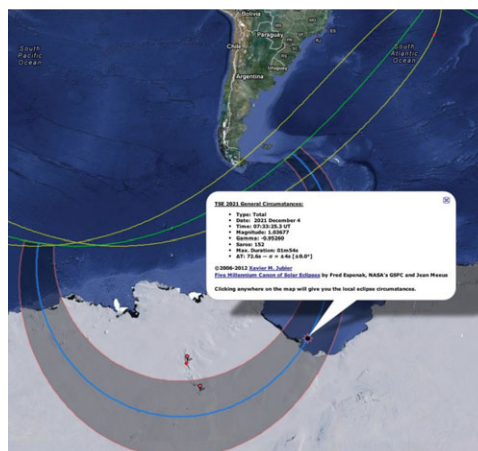 Bolivia
Paraguay
Chile
Uruguay
Argentina
South
Pacific
Ocean
South
Atlantic
Ocean
TSE 2021 General Circumstances:
• Type: Total
• Date: 2021 December 4
• Time: 07:33:25.3 UT
• Magnitude: 1.03677
• Gamma: -0.95260
• Saros: 152
• Max. Duration: 01m54s
©2006-2012 Xavier M. Jubier
Five Millennium Canon of Solar Eclipses by Fred Espenak, NASA's GSFC and Jean Meeus
Clicking anywhere on the map will give you the local eclipse circumstances.